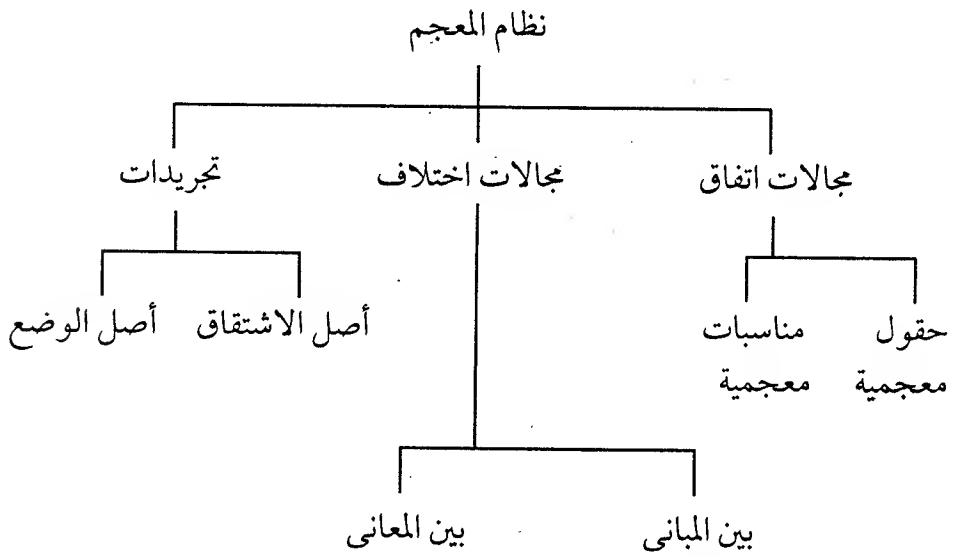 نظام المعجم
مجالات اتفاق مجالات اختلاف تجريدات
حقول معجمية مناسبات معجمية أصل الاشتقاق أصل الوضع
بين المبانى بين المعانى